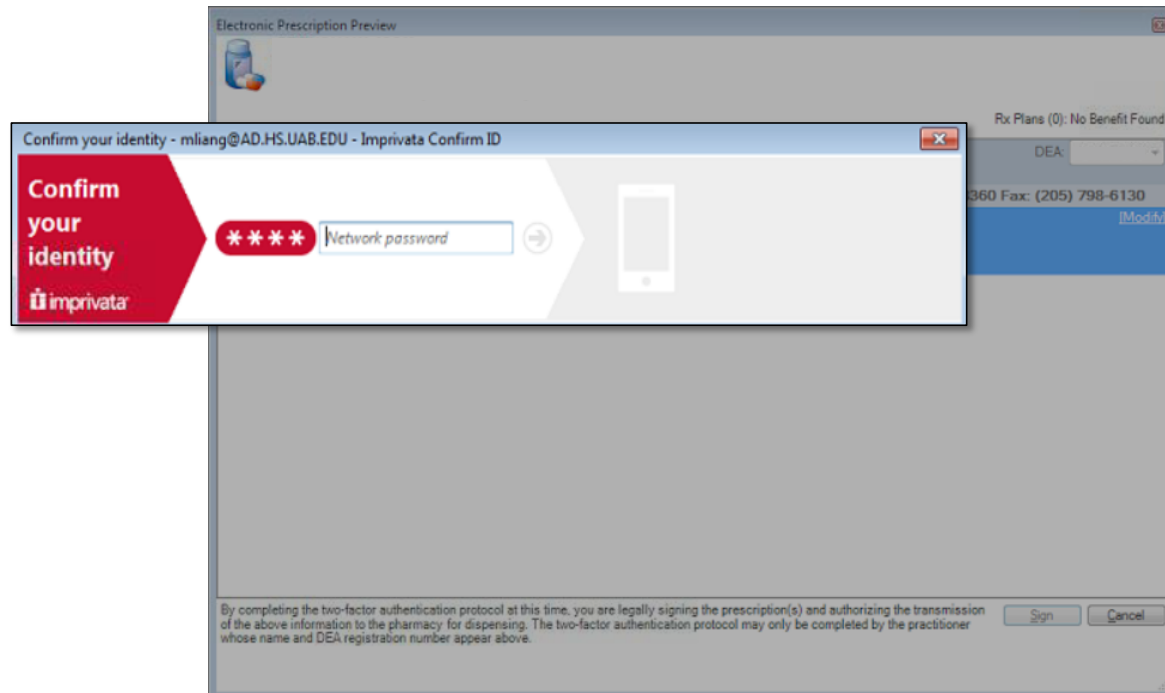 Electronic Prescription Preview
Rx Plans (0): No Benefit Found
Confirm your identity - mliang@AD.HS.UAB.EDU - Imprivata Confirm ID
DEA:
Confirm
your
identity
imprivata
****
Network password
360 Fax: (205) 798-6130
[Modify]
By completing the two-factor authentication protocol at this time, you are legally signing the prescription(s) and authorizing the transmission
of the above information to the pharmacy for dispensing. The two-factor authentication protocol may only be completed by the practitioner
whose name and DEA registration number appear above.
Sign
Cancel